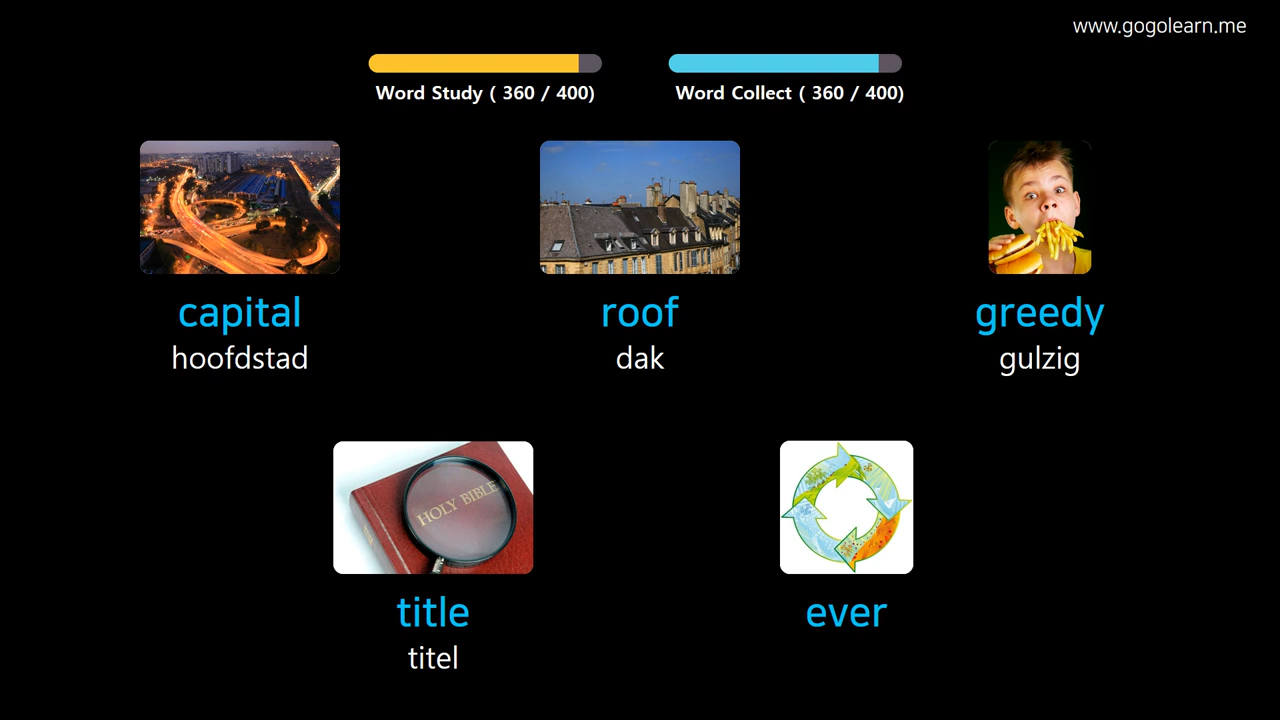 www.gogolearn.me
Word Study ( 360 / 400)
Word Collect ( 360 / 400)
capital
hoofdstad
roof
dak
greedy
gulzig
HOLY BIBLE
title
titel
ever